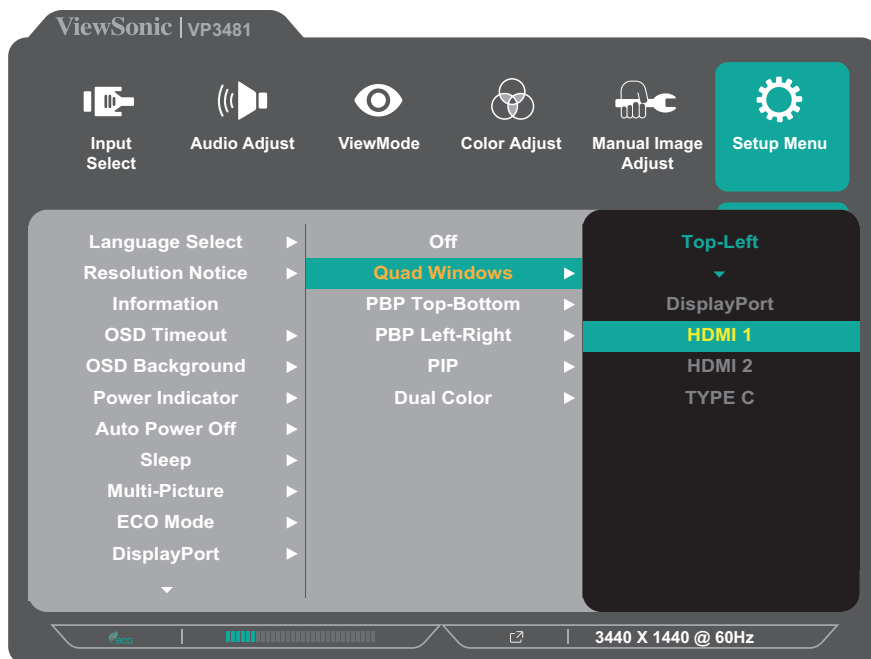 ViewSonic | VP3481
Input Select
Audio Adjust
ViewMode
Color Adjust
Manual Image Adjust
Setup Menu
Language Select
Resolution Notice
Information
OSD Timeout
OSD Background
Power Indicator
Auto Power Off
Sleep
Multi-Picture
ECO Mode
DisplayPort
Off
Quad Windows
PBP Top-Bottom
PBP Left-Right
PIP
Dual Color
Top-Left
DisplayPort
HDMI 1
HDMI 2
TYPE C
eco
3440 X 1440 @ 60Hz